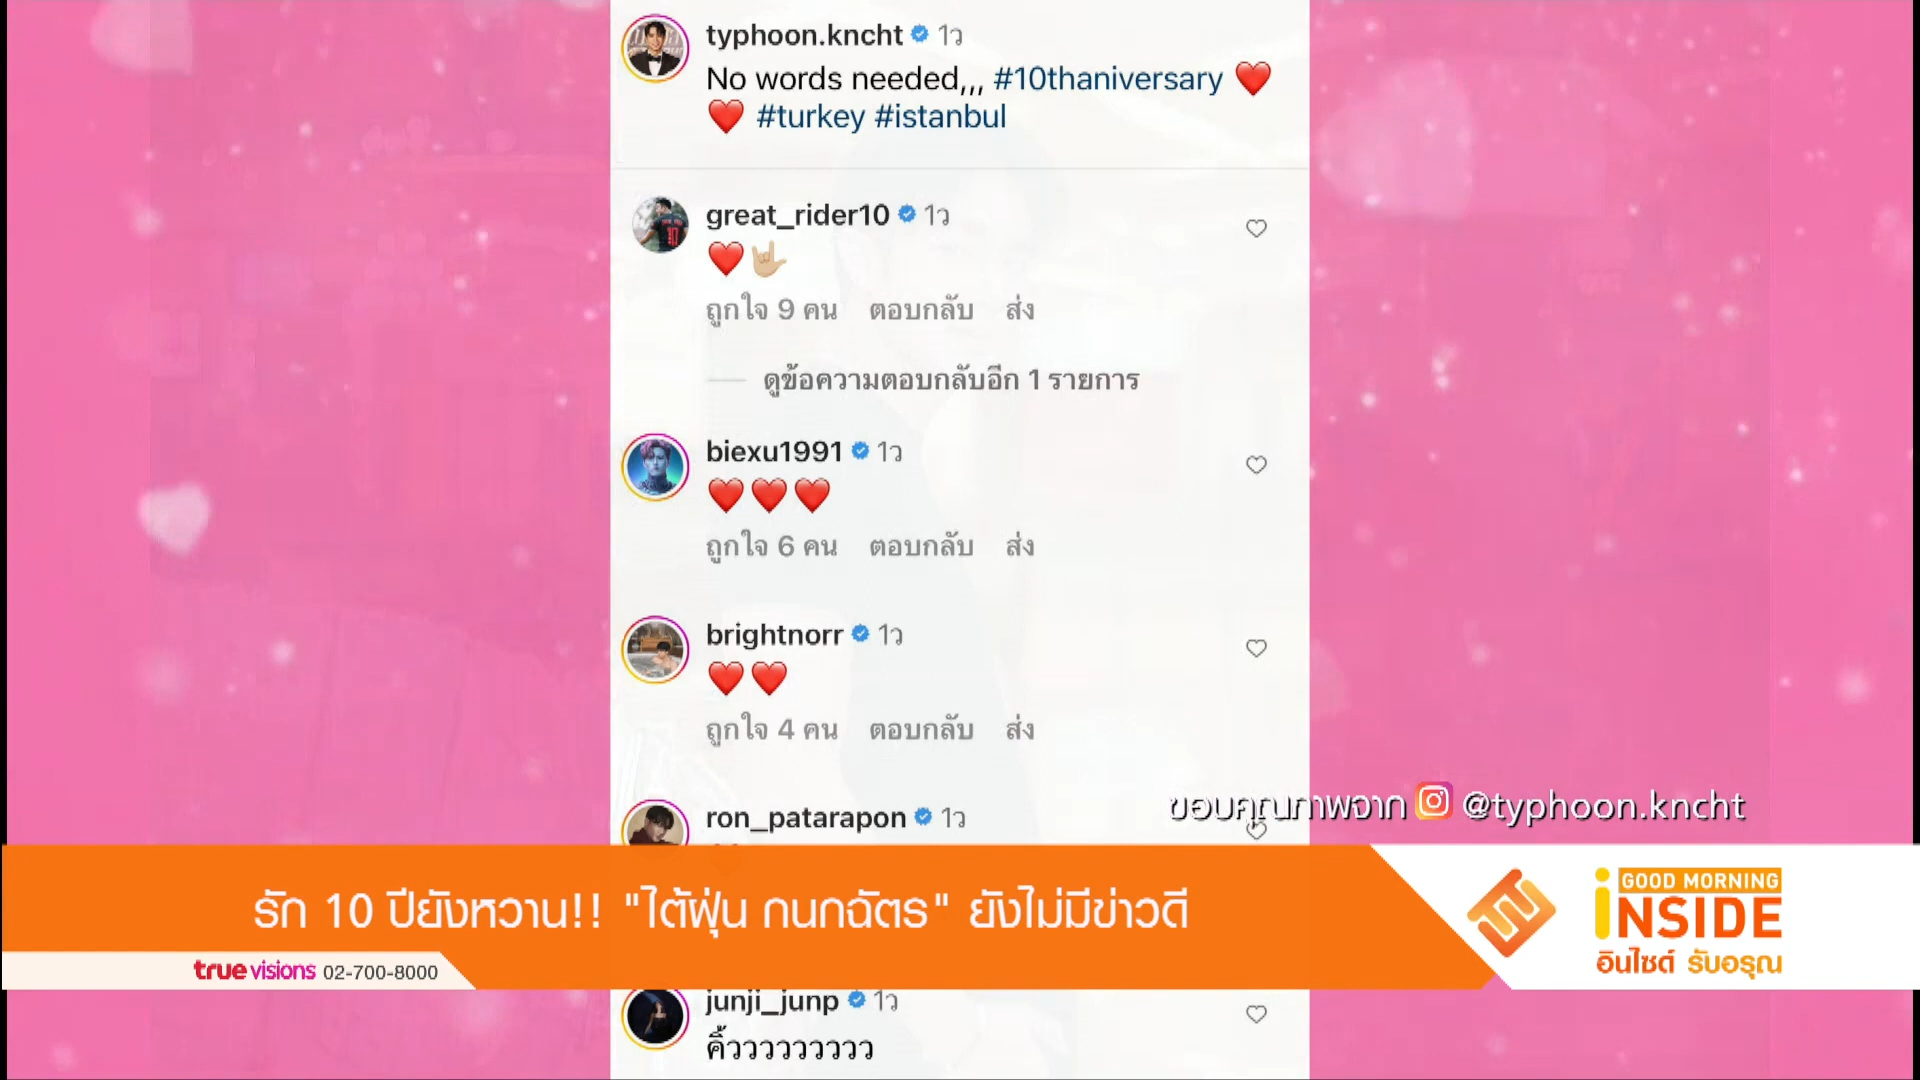 typhoon.kncht 1ว
No words needed,,, #10thaniversary ❤️
❤️ #turkey #istanbul
great_rider10 1ว
❤️🤟🏼
ถูกใจ 9 คน ตอบกลับ ส่ง
ดูข้อความตอบกลับอีก 1 รายการ
biexu1991 1ว
❤️❤️❤️
ถูกใจ 6 คน ตอบกลับ ส่ง
brightnorr 1ว
❤️❤️
ถูกใจ 4 คน ตอบกลับ ส่ง
ron_patarapon 1ว
ขอบคุณภาพจาก @typhoon.kncht
รัก 10 ปียังหวาน!! "ไต้ฝุ่น กนกฉัตร" ยังไม่มีข่าวดี
GOOD MORNING
iNSIDE
อินไซด์ รับอรุณ
truevisions 02-700-8000
junji_junp 1ว
คิ้ววววววววววว